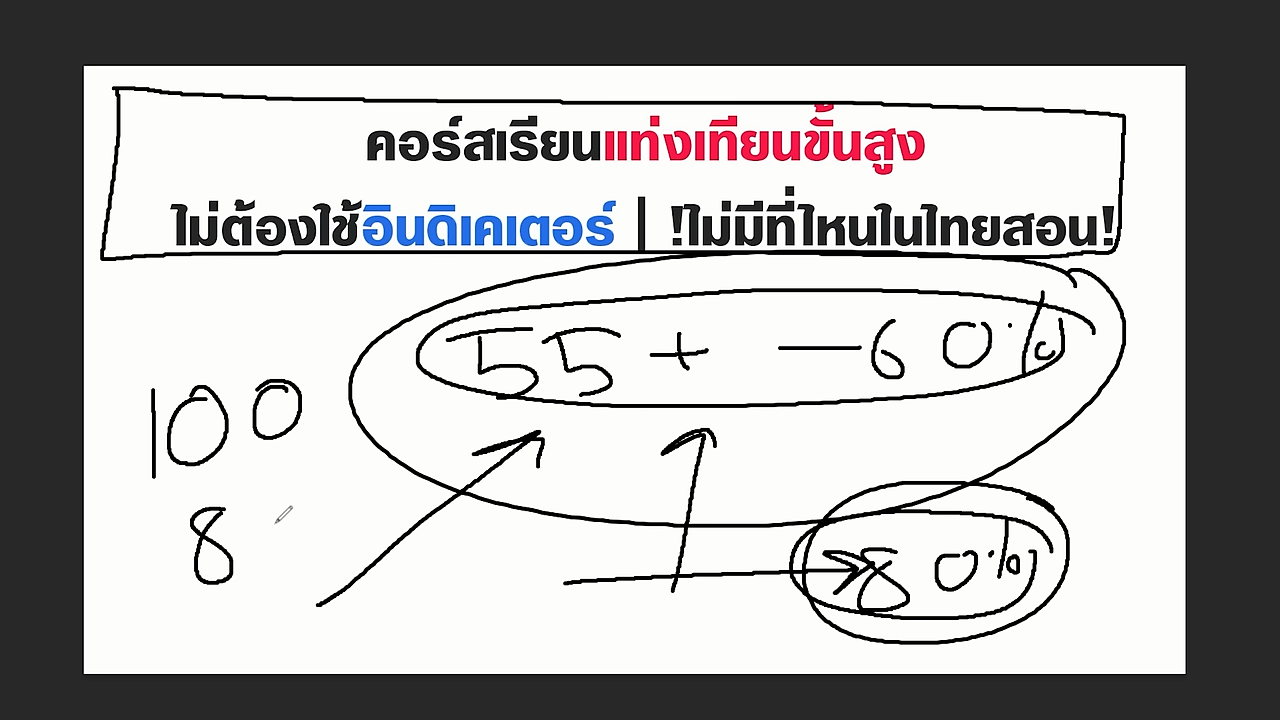 คอร์สเรียนแท่งเทียนขั้นสูง
ไม่ต้องใช้อินดิเคเตอร์ | !ไม่มีที่ไหนในไทยสอน!
55 + — 60%
100
8
80%